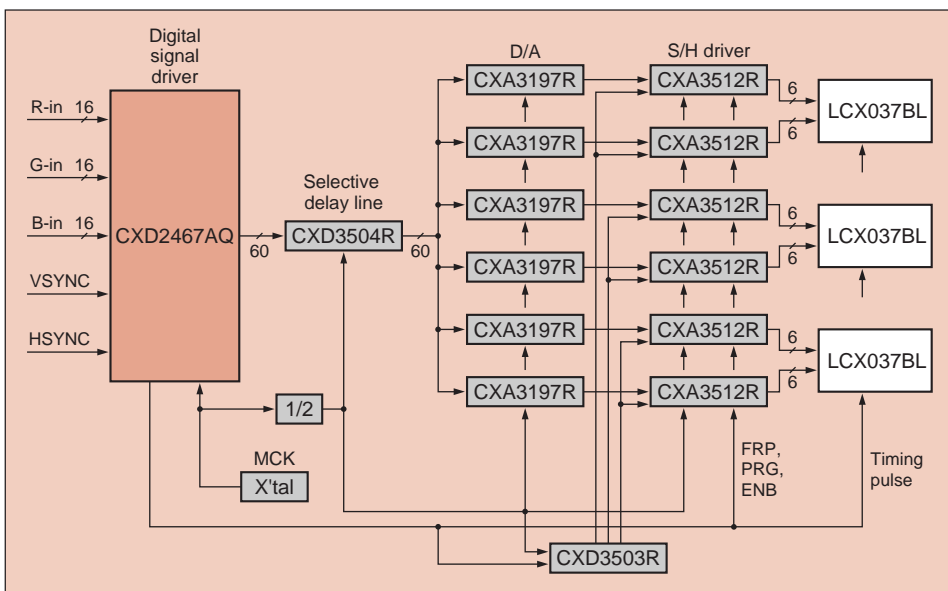 Digital
signal
driver
D/A
S/H driver
R-in 16
G-in 16
B-in 16
VSYNC
HSYNC
CXD2467AQ
60
Selective
delay line
CXD3504R
60
CXA3197R
CXA3197R
CXA3197R
CXA3197R
CXA3197R
CXA3197R
CXA3512R
CXA3512R
CXA3512R
CXA3512R
CXA3512R
CXA3512R
6
6
6
6
6
6
LCX037BL
LCX037BL
LCX037BL
1/2
MCK
X'tal
FRP,
PRG,
ENB
Timing
pulse
CXD3503R